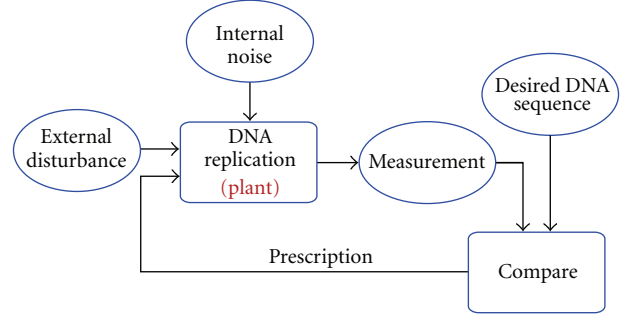 Internal
noise
Desired DNA
sequence
External
disturbance
DNA
replication
(plant)
Measurement
Prescription
Compare